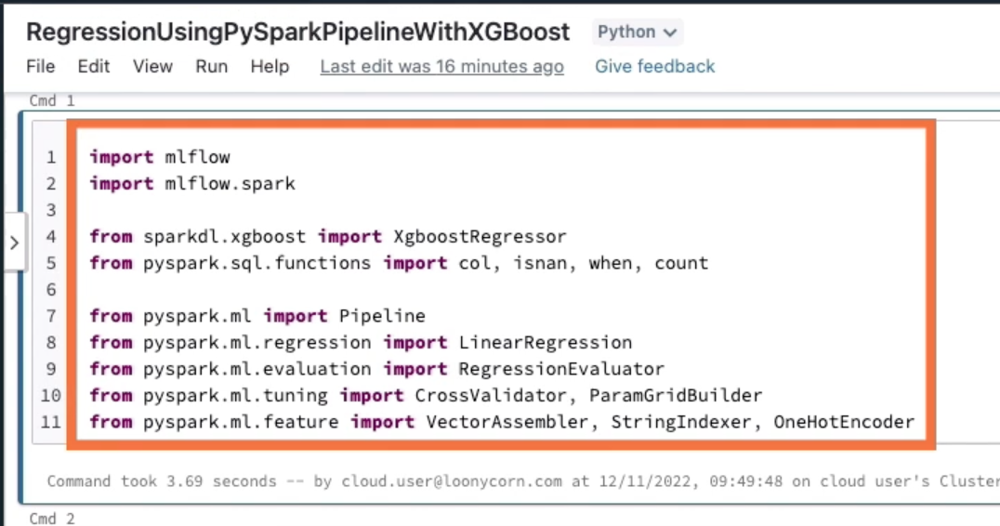 RegressionUsingPySparkPipelineWithXGBoost Python
File Edit View Run Help Last edit was 16 minutes ago Give feedback
Cmd 1
1 import mlflow
2 import mlflow.spark
3
4 from sparkdl.xgboost import XgboostRegressor
5 from pyspark.sql.functions import col, isnan, when, count
6
7 from pyspark.ml import Pipeline
8 from pyspark.ml.regression import LinearRegression
9 from pyspark.ml.evaluation import RegressionEvaluator
10 from pyspark.ml.tuning import CrossValidator, ParamGridBuilder
11 from pyspark.ml.feature import VectorAssembler, StringIndexer, OneHotEncoder
Command took 3.69 seconds -- by cloud.user@loonycorn.com at 12/11/2022, 09:49:48 on cloud user's Cluster
Cmd 2